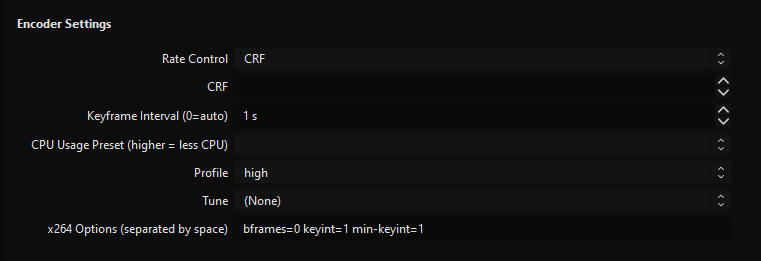 Encoder Settings
Rate Control CRF
CRF
Keyframe Interval (0=auto) 1 s
CPU Usage Preset (higher = less CPU)
Profile high
Tune (None)
x264 Options (separated by space) bframes=0 keyint=1 min-keyint=1